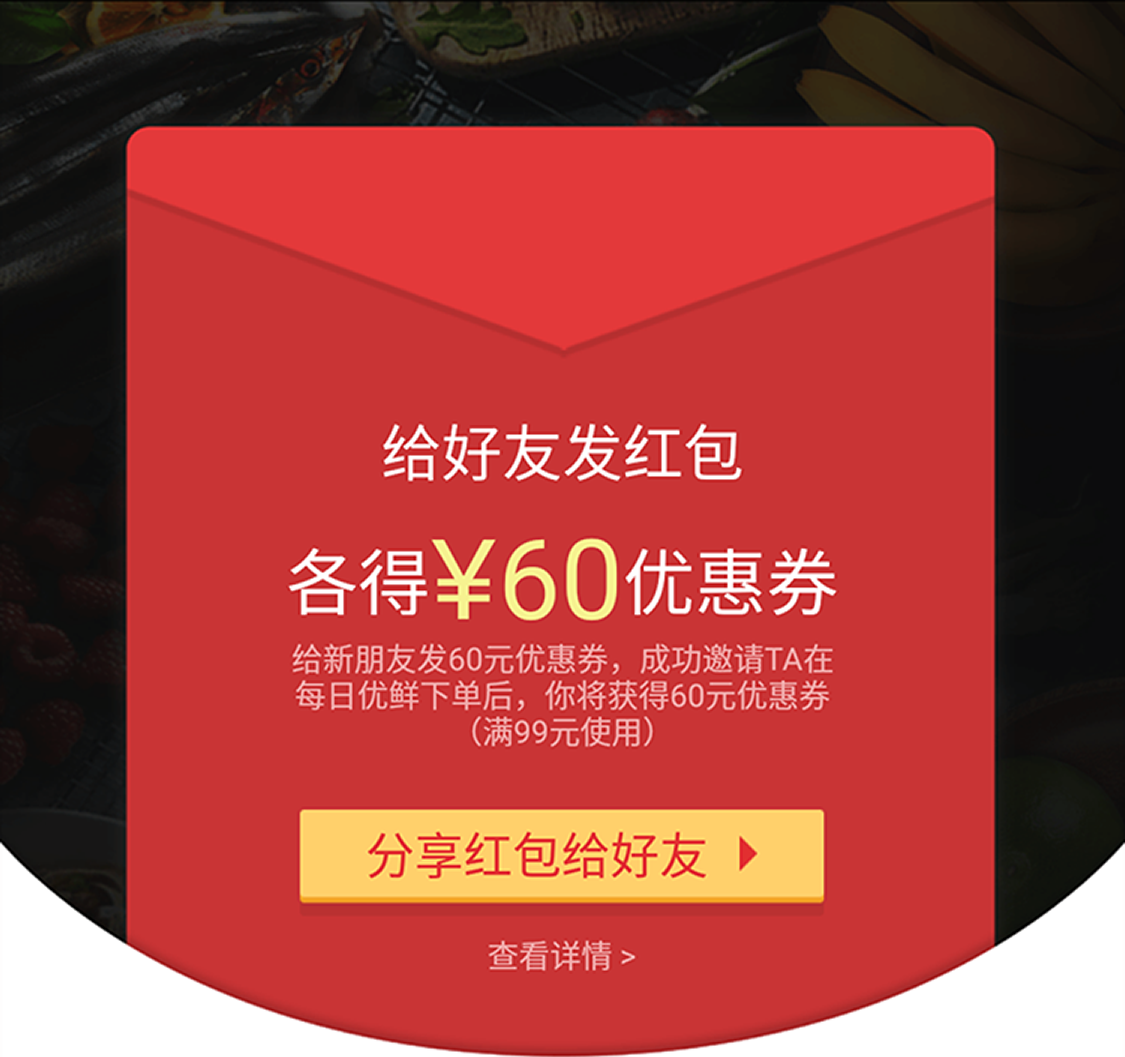 给好友发红包
各得¥60优惠券
给新朋友发60元优惠券，成功邀请TA在
每日优鲜下单后，你将获得60元优惠券
（满99元使用）
分享红包给好友
查看详情 >